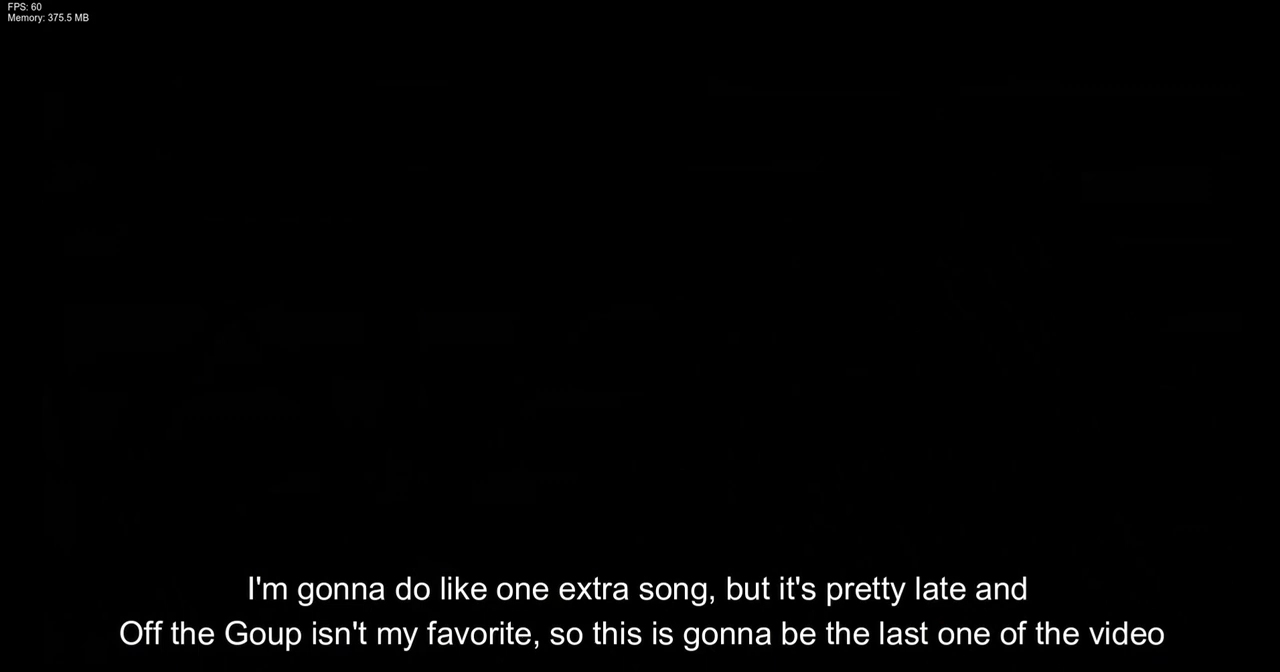 FPS: 60
Memory: 375.5 MB
I'm gonna do like one extra song, but it's pretty late and
Off the Goup isn't my favorite, so this is gonna be the last one of the video